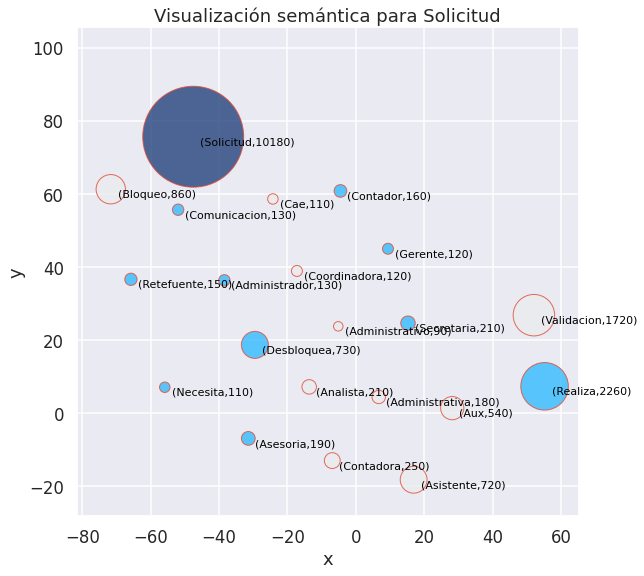 Visualización semántica para Solicitud
100
80
(Solicitud,10180)
60
(Bloqueo,860)
(Contador,160)
(Cae,110)
(Comunicacion,130)
(Gerente,120)
y
40
(Coordinadora,120)
(Retefuente,150)
(Administrador,130)
(Validacion,1720)
(Secretaria,210)
(Administrativo,90)
20
(Desbloquea,730)
(Necesita,110)
(Analista,210)
(Realiza,2260)
(Administrativa,180)
(Aux,540)
0
(Asesoria,190)
(Contadora,250)
(Asistente,720)
−20
−80 −60 −40 −20 0 20 40 60
x